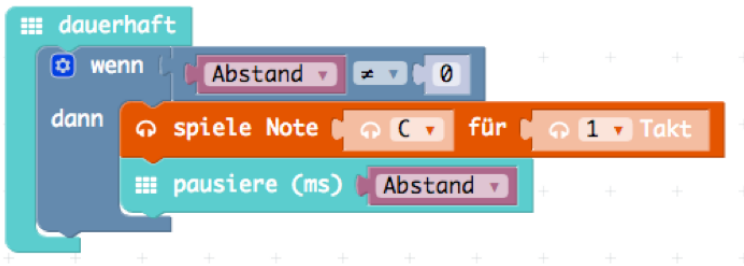 dauerhaft
wenn Abstand ≠ 0
dann spiele Note C für 1 Takt
pausiere (ms) Abstand